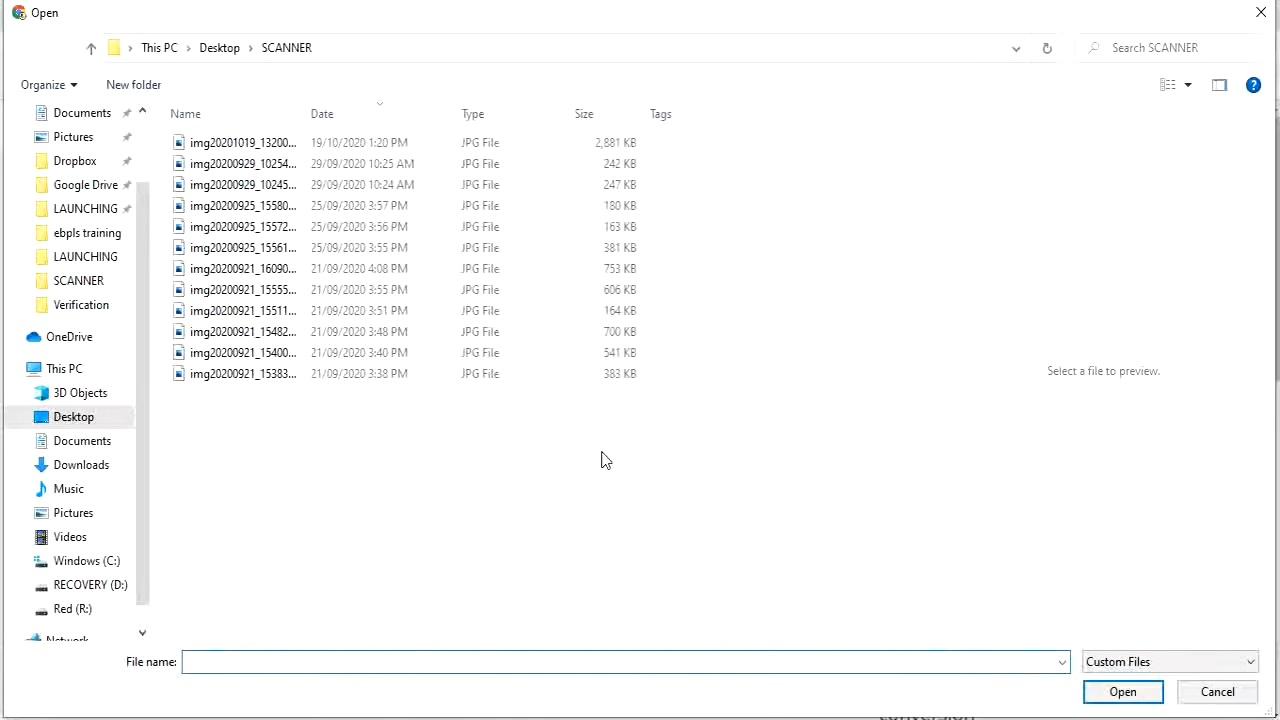 Open
This PC > Desktop > SCANNER
Search SCANNER
Organize
New folder
Name Date Type Size Tags
img20201019_13200... 19/10/2020 1:20 PM JPG File 2,881 KB
img20200929_10254... 29/09/2020 10:25 AM JPG File 242 KB
img20200929_10245... 29/09/2020 10:24 AM JPG File 247 KB
img20200925_15580... 25/09/2020 3:57 PM JPG File 180 KB
img20200925_15572... 25/09/2020 3:56 PM JPG File 163 KB
img20200925_15561... 25/09/2020 3:55 PM JPG File 381 KB
img20200921_16090... 21/09/2020 4:08 PM JPG File 753 KB
img20200921_15555... 21/09/2020 3:55 PM JPG File 606 KB
img20200921_15511... 21/09/2020 3:51 PM JPG File 164 KB
img20200921_15482... 21/09/2020 3:48 PM JPG File 700 KB
img20200921_15400... 21/09/2020 3:40 PM JPG File 541 KB
img20200921_15383... 21/09/2020 3:38 PM JPG File 383 KB
Documents
Pictures
Dropbox
Google Drive
LAUNCHING
ebpls training
LAUNCHING
SCANNER
Verification
OneDrive
This PC
3D Objects
Desktop
Documents
Downloads
Music
Pictures
Videos
Windows (C:)
RECOVERY (D:)
Red (R:)
Network
Select a file to preview.
File name:
Custom Files
Open
Cancel
conversion